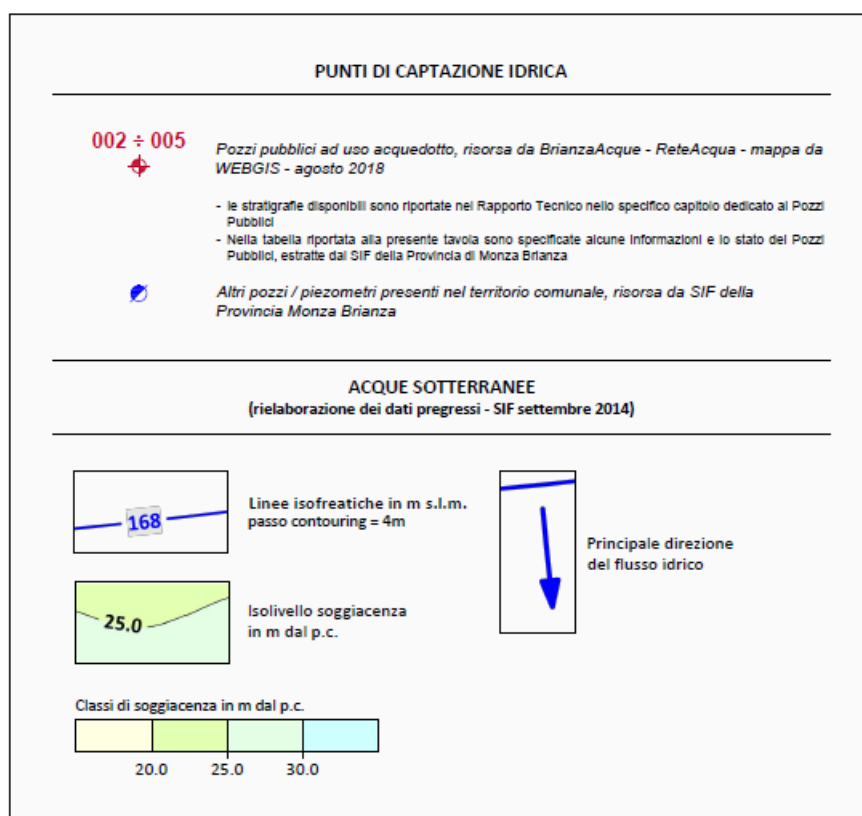 PUNTI DI CAPTAZIONE IDRICA
002 ÷ 005
Pozzi pubblici ad uso acquedotto, risorsa da BrianzaAcque - ReteAcqua - mappa da
WEBGIS - agosto 2018
- le stratigrafie disponibili sono riportate nel Rapporto Tecnico nello specifico capitolo dedicato ai Pozzi
Pubblici
- Nella tabella riportata alla presente tavola sono specificate alcune informazioni e lo stato dei Pozzi
Pubblici, estratte dal SIF della Provincia di Monza Brianza
Altri pozzi / piezometri presenti nel territorio comunale, risorsa da SIF della
Provincia Monza Brianza
ACQUE SOTTERRANEE
(rielaborazione dei dati pregressi - SIF settembre 2014)
168
Linee isofreatiche in m s.l.m.
passo contouring = 4m
Principale direzione
del flusso idrico
25.0
Isolivello soggiacenza
in m dal p.c.
Classi di soggiacenza in m dal p.c.
20.0 25.0 30.0